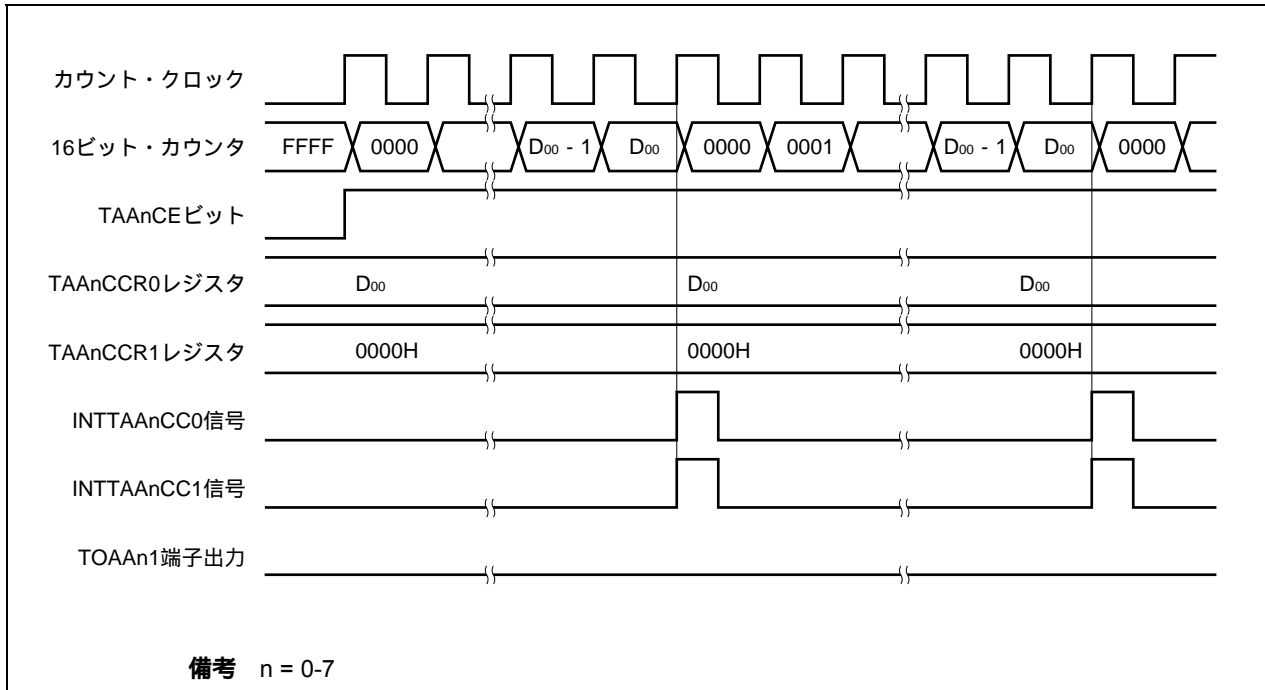 カウント・クロック
16ビット・カウンタ FFFF 0000 D00 - 1 D00 0000 0001 D00 - 1 D00 0000
TAAnCEビット
TAAnCCR0レジスタ D00 D00 D00
TAAnCCR1レジスタ 0000H 0000H 0000H
INTTAAnCC0信号
INTTAAnCC1信号
TOAAn1端子出力
備考 n = 0-7